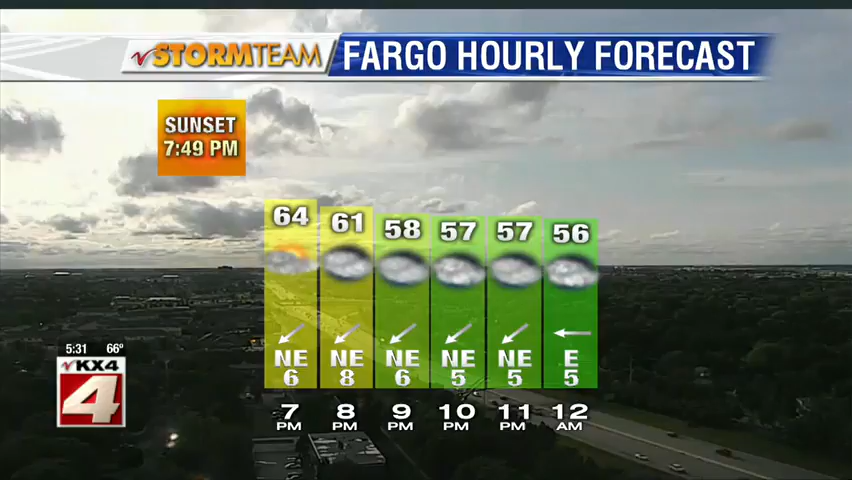 STORMTEAM FARGO HOURLY FORECAST
SUNSET
7:49 PM
64 61 58 57 57 56
NE NE NE NE NE E
6 8 6 5 5 5
7 8 9 10 11 12
PM PM PM PM PM AM
5:31 66°
KX4
4